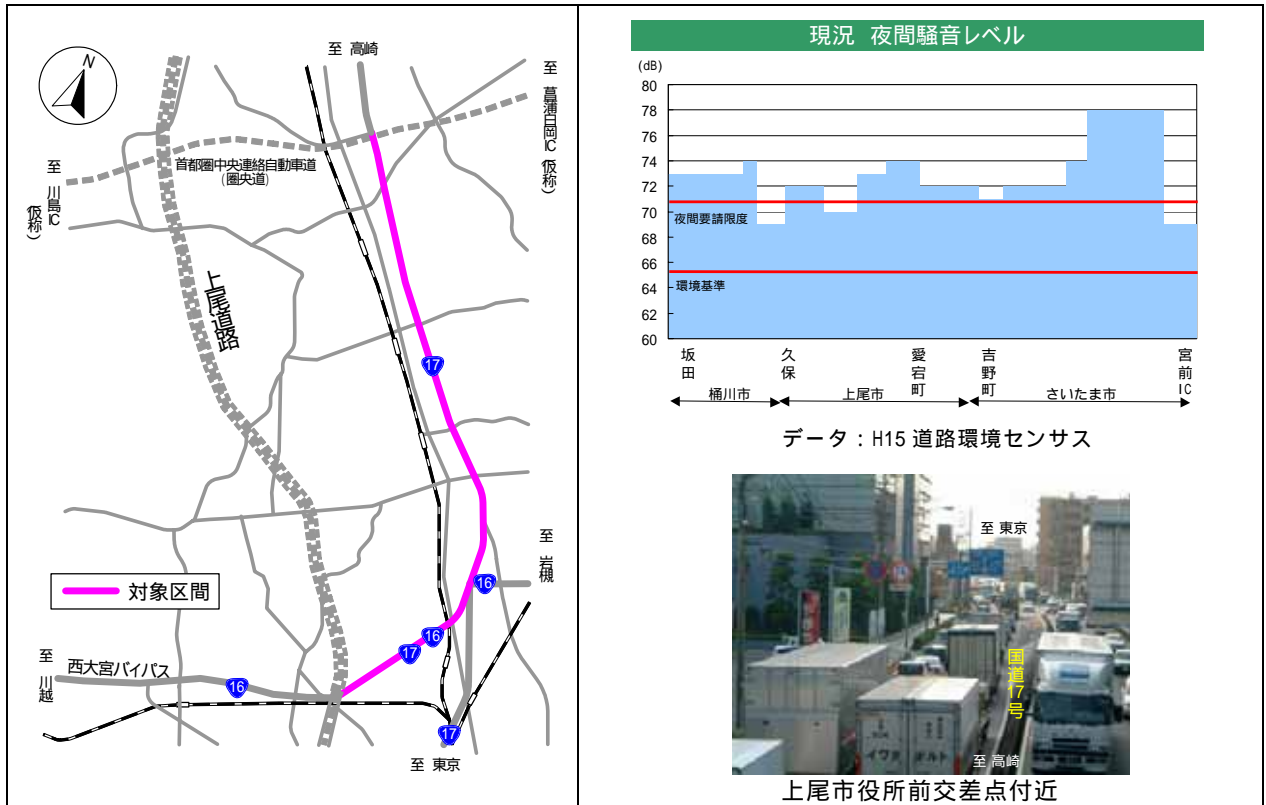 至 高崎
N
至 菖蒲白岡IC(仮称)
首都圏中央連絡自動車道
(圏央道)
至 川島IC
(仮称)
上尾道路
17
対象区間
16
至 岩槻
16
17
至 川越
西大宮バイパス
16
17
至 東京
現況 夜間騒音レベル
(dB)
80
78
76
74
72
70
夜間要請限度
68
66
環境基準
64
62
60
坂田
久保
愛宕町
吉野町
宮前IC
桶川市
上尾市
さいたま市
データ：H15 道路環境センサス
至 東京
国道17号
至 高崎
上尾市役所前交差点付近